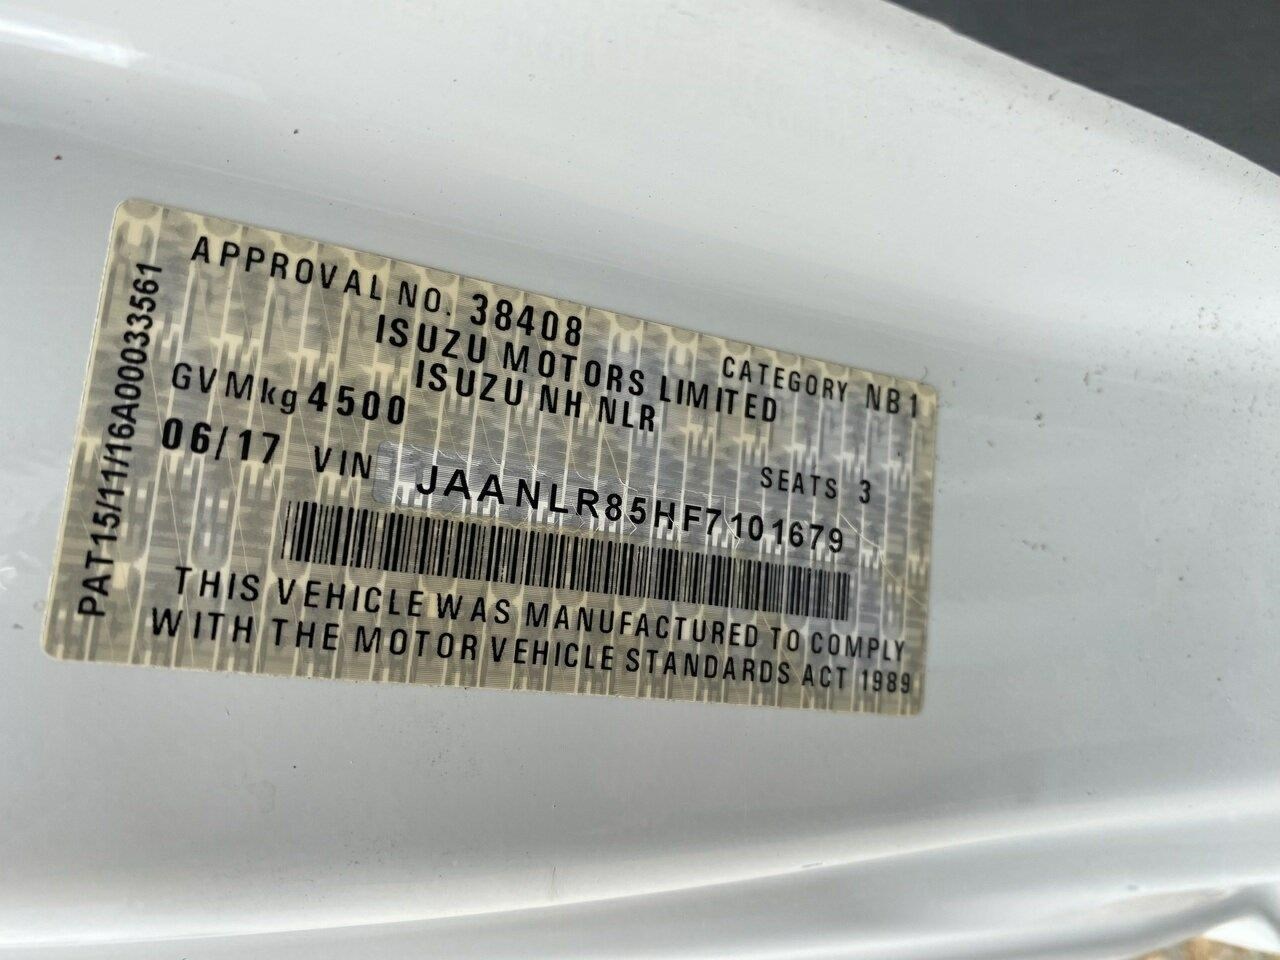 APPROVAL NO. 38408 CATEGORY NB1
ISUZU MOTORS LIMITED
ISUZU NH NLR
GVMkg 4500 SEATS 3
06/17 VIN JAANLR85HF7101679
THIS VEHICLE WAS MANUFACTURED TO COMPLY
WITH THE MOTOR VEHICLE STANDARDS ACT 1989
PAT15/11/16A00033561